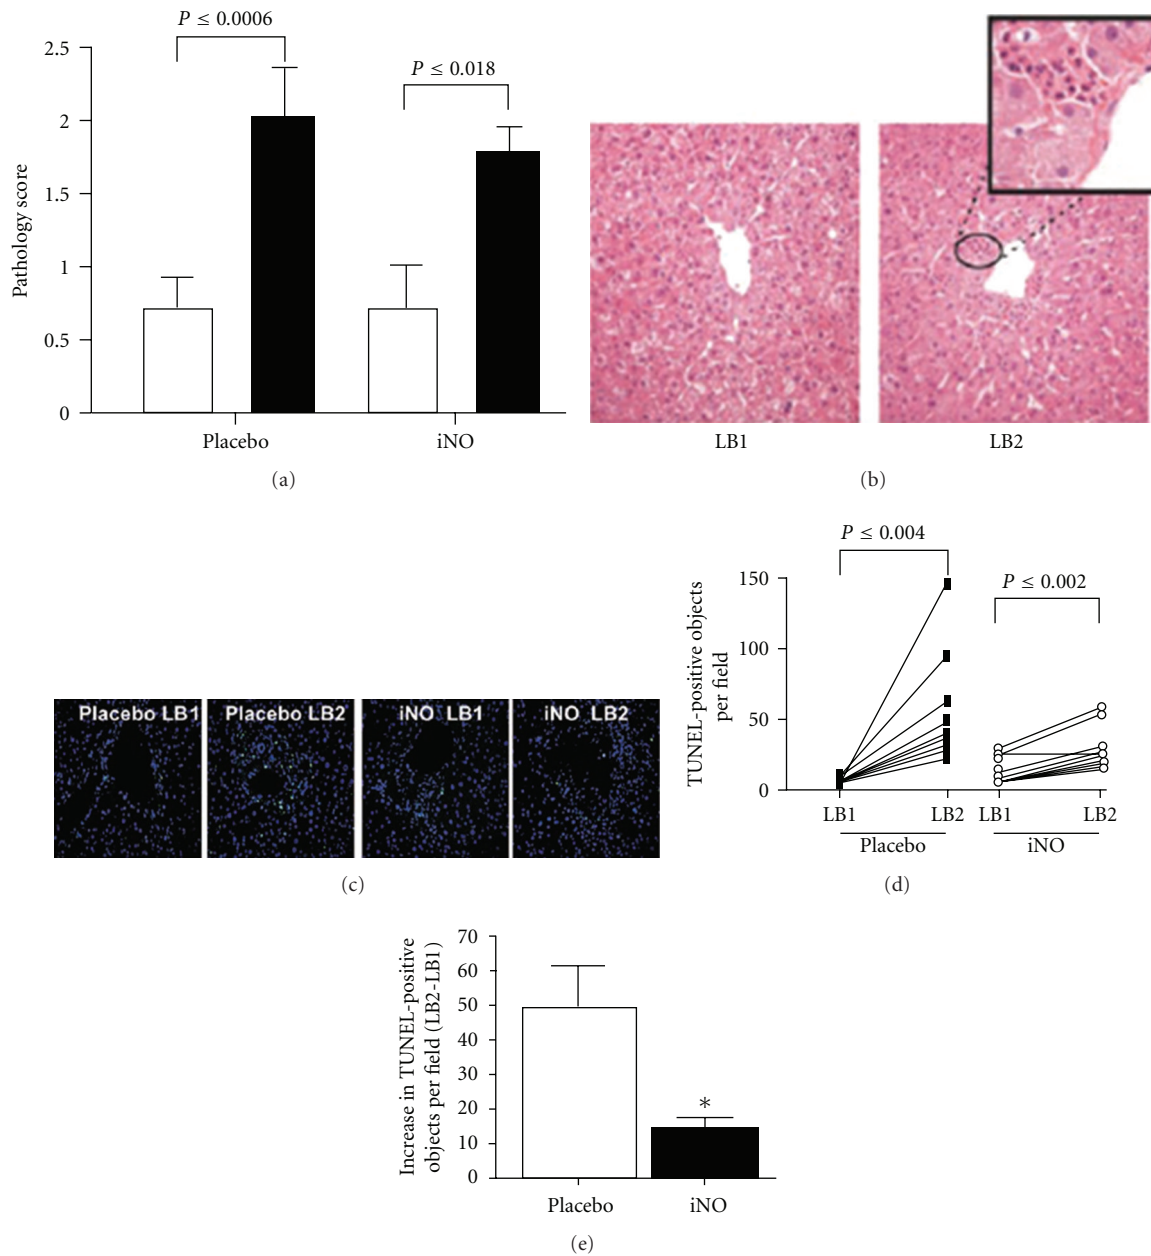 P ≤ 0.0006
P ≤ 0.018
2.5
2
1.5
1
0.5
0
Pathology score
Placebo
iNO
(a)
LB1
LB2
(b)
Placebo LB1
Placebo LB2
iNO LB1
iNO LB2
(c)
P ≤ 0.004
P ≤ 0.002
150
100
50
0
TUNEL-positive objects
per field
LB1
LB2
LB1
LB2
Placebo
iNO
(d)
70
60
50
40
30
20
10
0
Increase in TUNEL-positive
objects per field (LB2-LB1)
*
Placebo
iNO
(e)